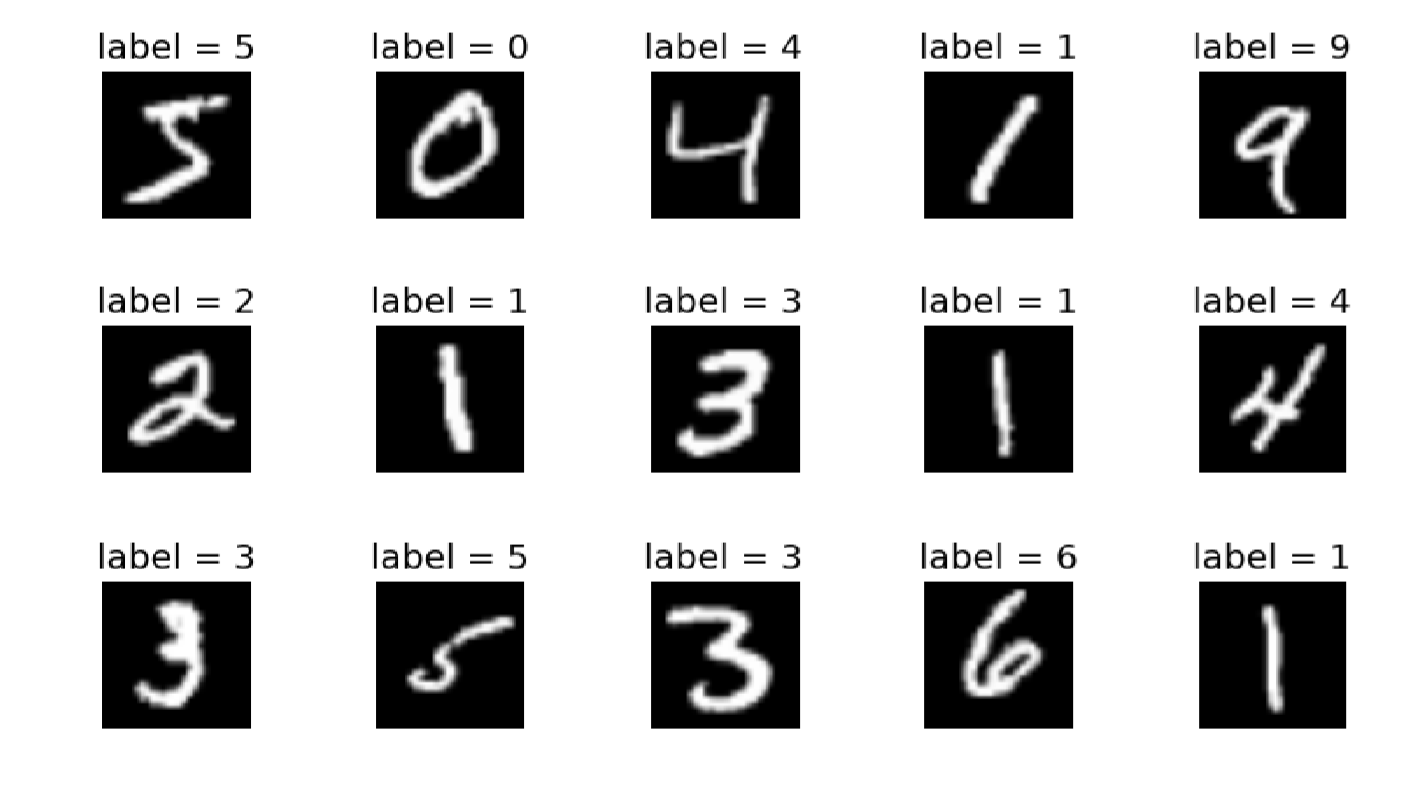 label = 5 label = 0 label = 4 label = 1 label = 9
5 0 4 1 9
label = 2 label = 1 label = 3 label = 1 label = 4
2 1 3 1 4
label = 3 label = 5 label = 3 label = 6 label = 1
3 5 3 6 1